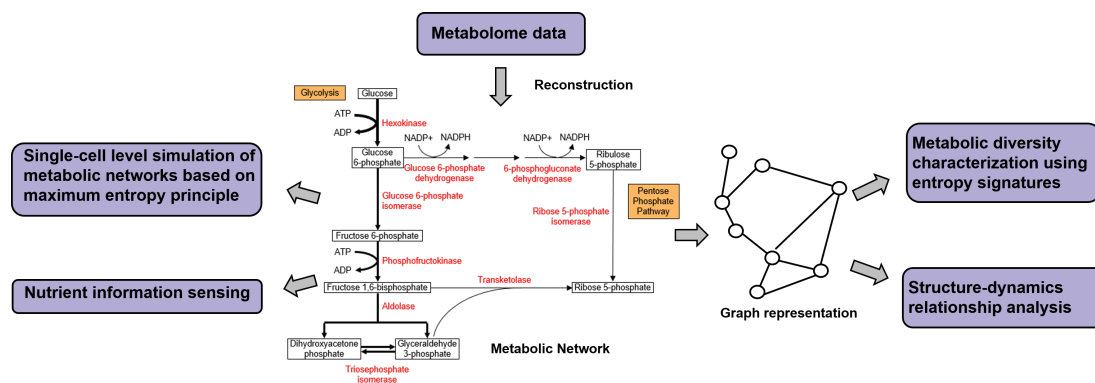 Metabolome data
Reconstruction
Glycolysis
Glucose
ATP
ADP
Hexokinase
NADP+
NADPH
NADP+
NADPH
Glucose
6-phosphate
Glucose 6-phosphate
dehydrogenase
6-phosphogluconate
dehydrogenase
Ribulose
5-phosphate
Single-cell level simulation of
metabolic networks based on
maximum entropy principle
Glucose 6-phosphate
isomerase
Ribose 5-phosphate
isomerase
Pentose
Phosphate
Pathway
Metabolic diversity
characterization using
entropy signatures
Fructose 6-phosphate
ATP
ADP
Phosphofructokinase
Nutrient information sensing
Fructose 1,6-bisphosphate
Transketolase
Ribose 5-phosphate
Structure-dynamics
relationship analysis
Graph representation
Aldolase
Dihydroxyacetone
phosphate
Glyceraldehyde
3-phosphate
Triosephosphate
isomerase
Metabolic Network